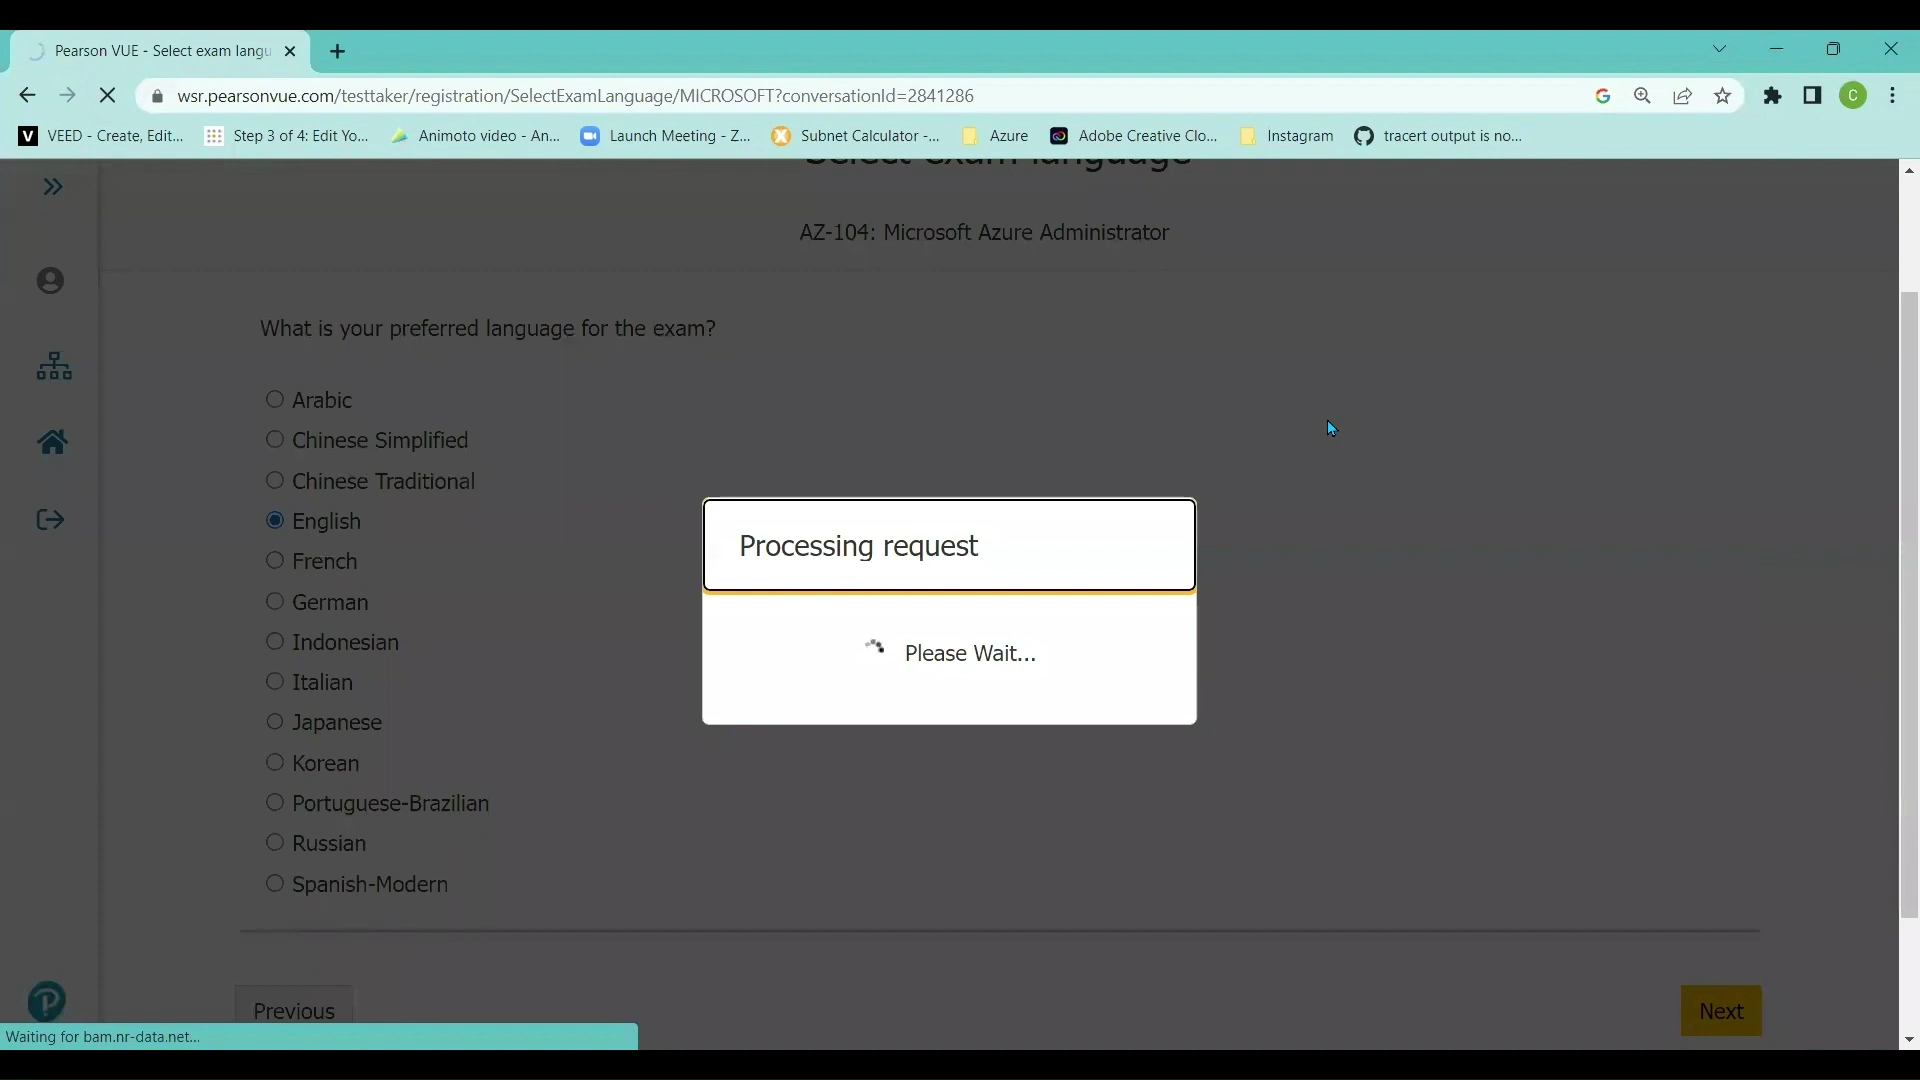 Pearson VUE - Select exam langu
wsr.pearsonvue.com/testtaker/registration/SelectExamLanguage/MICROSOFT?conversationId=2841286
C
VEED - Create, Edit... Step 3 of 4: Edit Yo... Animoto video - An... Launch Meeting - Z... Subnet Calculator -... Azure Adobe Creative Clo... Instagram tracert output is no...
Select exam language
AZ-104: Microsoft Azure Administrator
What is your preferred language for the exam?
Arabic
Chinese Simplified
Chinese Traditional
English
French
German
Indonesian
Italian
Japanese
Korean
Portuguese-Brazilian
Russian
Spanish-Modern
Processing request
Please Wait...
Previous
Next
Waiting for bam.nr-data.net...